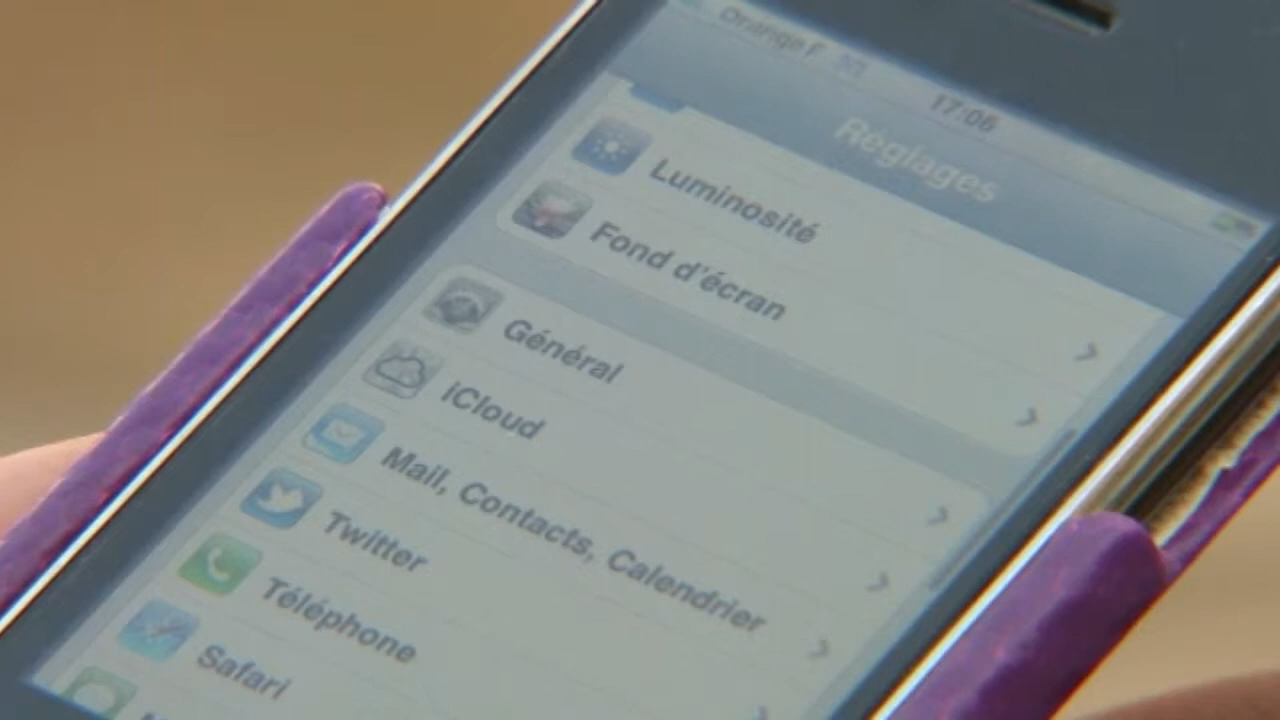 Orange F 17:06
Réglages
Luminosité
Fond d'écran
Général
iCloud
Mail, Contacts, Calendrier
Twitter
Téléphone
Safari